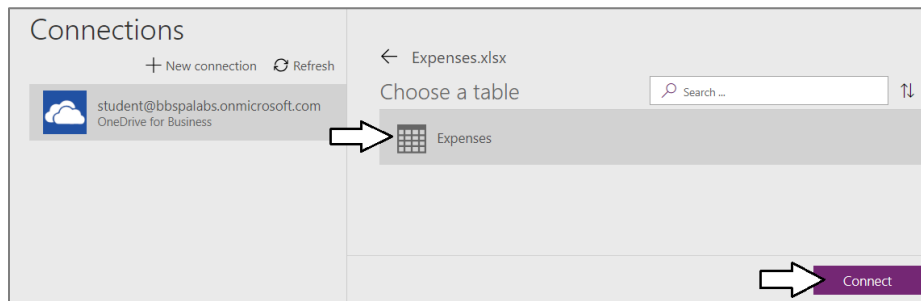 Connections
New connection
Refresh
student@bbspalabs.onmicrosoft.com
OneDrive for Business
Expenses.xlsx
Choose a table
Search ...
Expenses
Connect